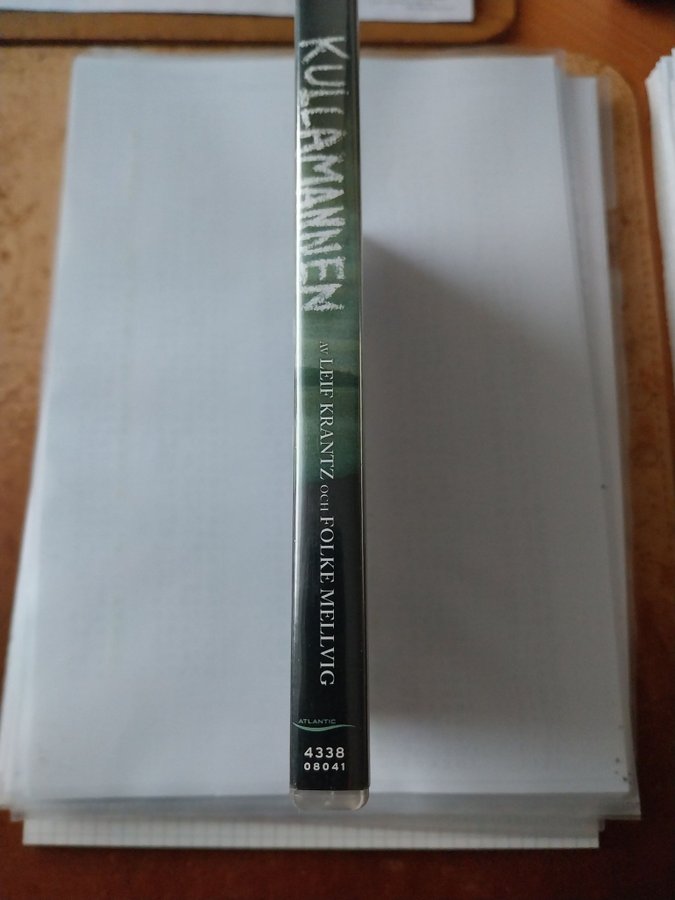 KULLAMANNEN
AV LEIF KRANTZ OCH FOLKE MELLVIG
ATLANTIC
4338
08041